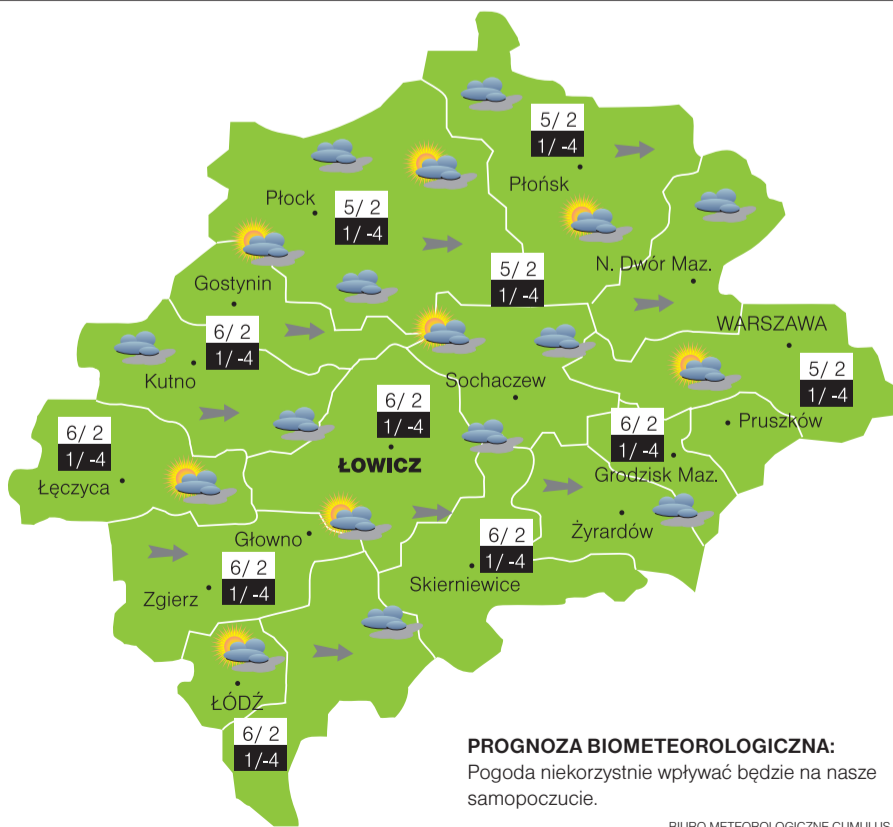 5/ 2
1/ -4
Płońsk
Płock
5/ 2
1/ -4
N. Dwór Maz.
5/ 2
1/ -4
Gostynin
WARSZAWA
6/ 2
1/ -4
Kutno
5/ 2
1/ -4
Sochaczew
6/ 2
1/ -4
ŁOWICZ
6/ 2
1/ -4
Pruszków
Grodzisk Maz.
6/ 2
1/ -4
Łęczyca
Żyrardów
Głowno
6/ 2
1/ -4
Skierniewice
6/ 2
1/ -4
Zgierz
ŁÓDŹ
6/ 2
1/-4
PROGNOZA BIOMETEOROLOGICZNA:
Pogoda niekorzystnie wpływać będzie na nasze
samopoczucie.
BIURO METEOROLOGICZNE CUMULUS